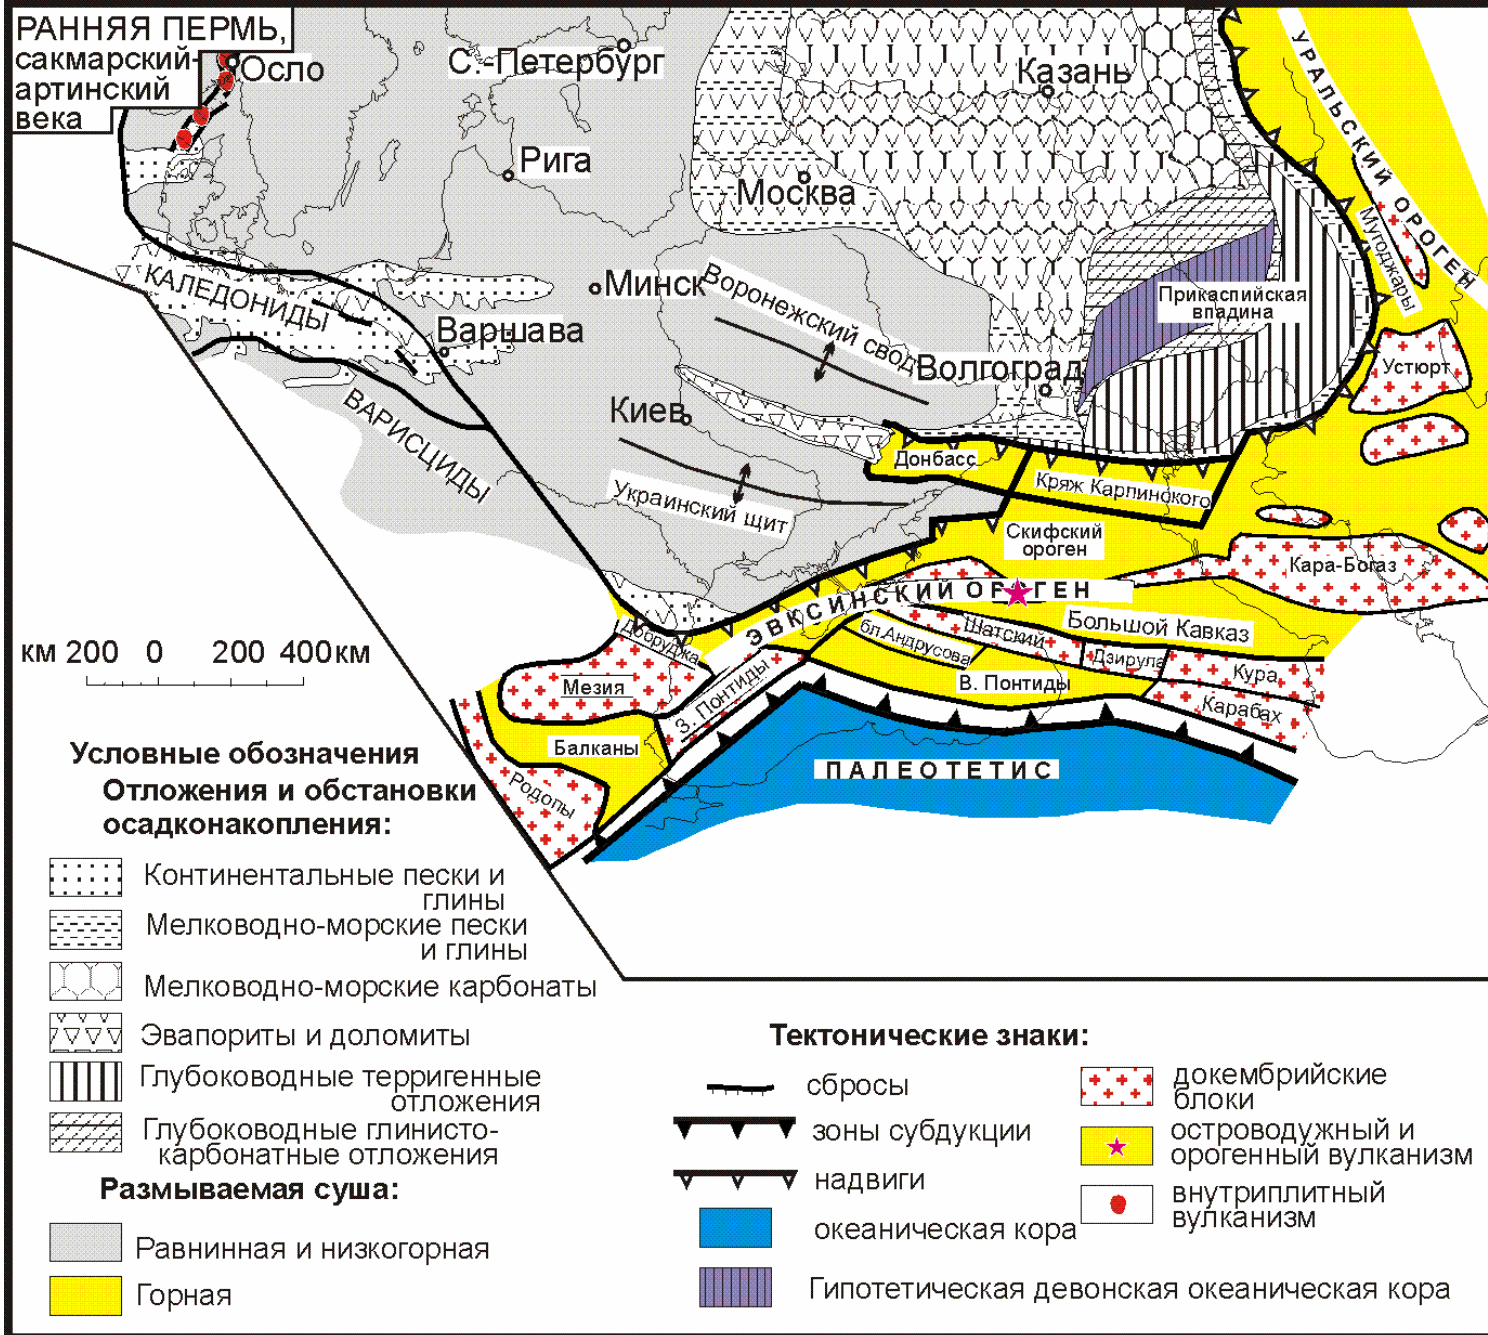 РАННЯЯ ПЕРМЬ,
сакмарский-
артинский
века
Осло
С.-Петербург
Казань
УРАЛЬСКИЙ ОРОГЕН
Рига
Москва
Мугоджары
КАЛЕДОНИДЫ
Минск
Воронежский свод
Прикаспийская
впадина
Варшава
Волгоград
Устюрт
ВАРИСЦИДЫ
Киев
Донбасс
Кряж Карпинского
Украинский щит
Скифский
ороген
Кара-Богаз
ЭВКСИНСКИЙ ОРОГЕН
Большой Кавказ
Добруджа
бл.Андрусова
Шатский
Дзирула
Кура
Мезия
З. Понтиды
В. Понтиды
Карабах
Балканы
Родопы
ПАЛЕОТЕТИС
км 200 0 200 400км
Условные обозначения
Отложения и обстановки
осадконакопления:
Континентальные пески и
глины
Мелководно-морские пески
и глины
Мелководно-морские карбонаты
Эвапориты и доломиты
Глубоководные терригенные
отложения
Глубоководные глинисто-
карбонатные отложения
Размываемая суша:
Равнинная и низкогорная
Горная
Тектонические знаки:
сбросы
зоны субдукции
надвиги
океаническая кора
Гипотетическая девонская океаническая кора
докембрийские
блоки
островодужный и
орогенный вулканизм
внутриплитный
вулканизм